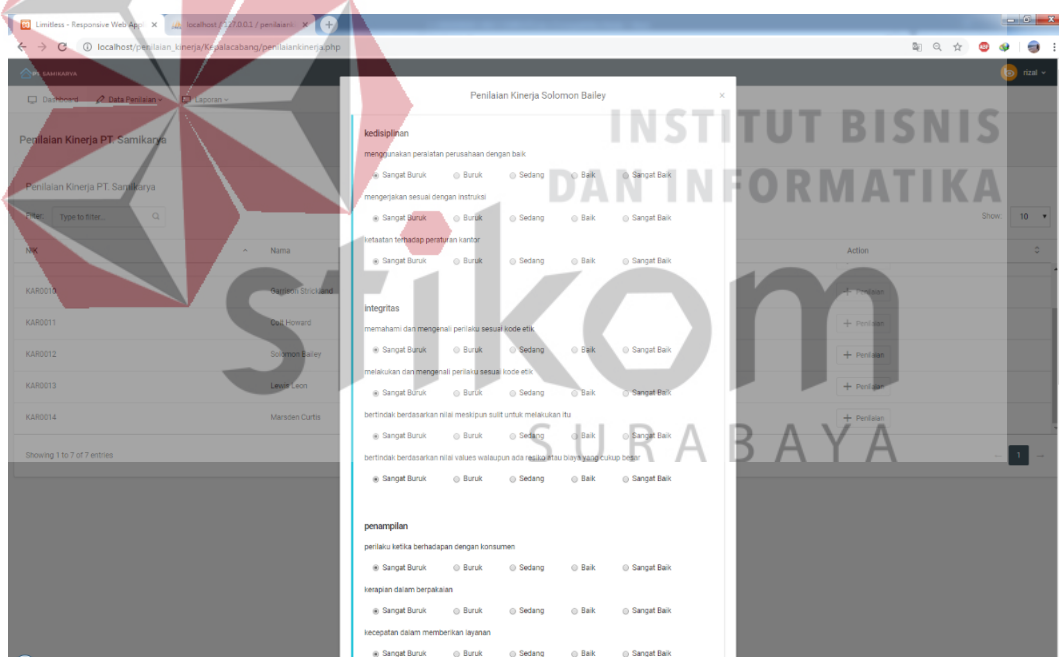 Limitless - Responsive Web Appl
localhost / 127.0.0.1 / penilaiank
localhost/penilaian_kinerja/Kepalacabang/penilaiankinerja.php
PT. SAMIKARYA
rizal
Dashboard Data Penilaian Laporan
Penilaian Kinerja PT. Samikarya
Penilaian Kinerja PT. Samikarya
Filter: Type to filter...
Show: 10
NIK Nama Action
KAR0010 Garrison Strickland + Penilaian
KAR0011 Colt Howard + Penilaian
KAR0012 Solomon Bailey + Penilaian
KAR0013 Lewis Leon + Penilaian
KAR0014 Marsden Curtis + Penilaian
Showing 1 to 7 of 7 entries
← 1 →
Penilaian Kinerja Solomon Bailey ×
kedisiplinan
menggunakan peralatan perusahaan dengan baik
Sangat Buruk Buruk Sedang Baik Sangat Baik
mengerjakan sesuai dengan instruksi
Sangat Buruk Buruk Sedang Baik Sangat Baik
ketaatan terhadap peraturan kantor
Sangat Buruk Buruk Sedang Baik Sangat Baik
integritas
memahami dan mengenali perilaku sesuai kode etik
Sangat Buruk Buruk Sedang Baik Sangat Baik
melakukan dan mengenali perilaku sesuai kode etik
Sangat Buruk Buruk Sedang Baik Sangat Baik
bertindak berdasarkan nilai meskipun sulit untuk melakukan itu
Sangat Buruk Buruk Sedang Baik Sangat Baik
bertindak berdasarkan nilai values walaupun ada resiko atau biaya yang cukup besar
Sangat Buruk Buruk Sedang Baik Sangat Baik
penampilan
perilaku ketika berhadapan dengan konsumen
Sangat Buruk Buruk Sedang Baik Sangat Baik
kerapian dalam berpakaian
Sangat Buruk Buruk Sedang Baik Sangat Baik
kecepatan dalam memberikan layanan
Sangat Buruk Buruk Sedang Baik Sangat Baik
INSTITUT BISNIS
DAN INFORMATIKA
stikom
SURABAYA